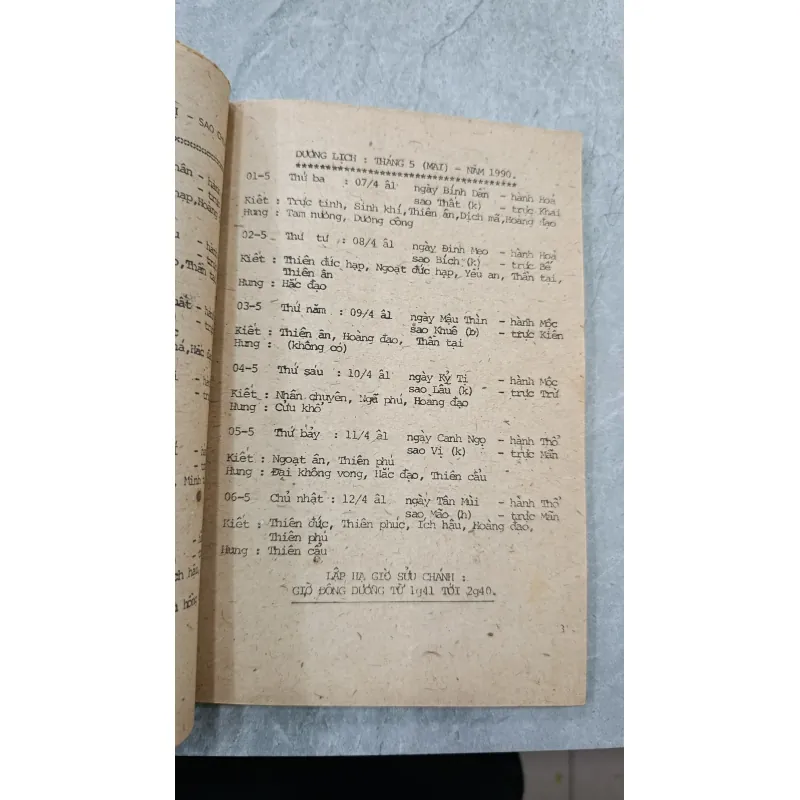 Ị - SAO CH
DƯƠNG LỊCH : THÁNG 5 (MAI) - NĂM 1990.
***************************************
01-5 Thứ ba : 07/4 âl ngày Bính Dần - hành Hoả
sao Thất (k) - trực Khai
Kiết : Trực tinh, Sinh khí, Thiên ân, Dịch mã, Hoàng đạo
Hung : Tam nương, Dương công
02-5 Thứ tư : 08/4 âl ngày Đinh Mẹo - hành Hoả
sao Bích (k) - trực Bế
Kiết : Thiên đức hạp, Ngoạt đức hạp, Yếu an, Thần tại,
Thiên ân
Hung : Hắc đạo
03-5 Thứ năm : 09/4 âl ngày Mậu Thìn - hành Mộc
sao Khuê (b) - trực Kiên
Kiết : Thiên ân, Hoàng đạo, Thần tại
Hung : (không có)
04-5 Thứ sáu : 10/4 âl ngày Kỷ Tị - hành Mộc
sao Lâu (k) - trực Trừ
Kiết : Nhân chuyên, Ngũ phú, Hoàng đạo
Hung : Cửu khổ
05-5 Thứ bảy : 11/4 âl ngày Canh Ngọ - hành Thổ
sao Vị (k) - trực Mãn
Kiết : Ngoạt ân, Thiên phú
Hung : Đại không vong, Hắc đạo, Thiên cẩu
06-5 Chủ nhật : 12/4 âl ngày Tân Mùi - hành Thổ
sao Mão (h) - trực Mãn
Kiết : Thiên đức, Thiên phúc, Ích hậu, Hoàng đạo,
Thiên phú
Hung : Thiên cẩu
LẬP HẠ GIỜ SỬU CHÁNH :
GIỜ ĐÔNG DƯƠNG TỪ 1g41 TỚI 2g40.
3